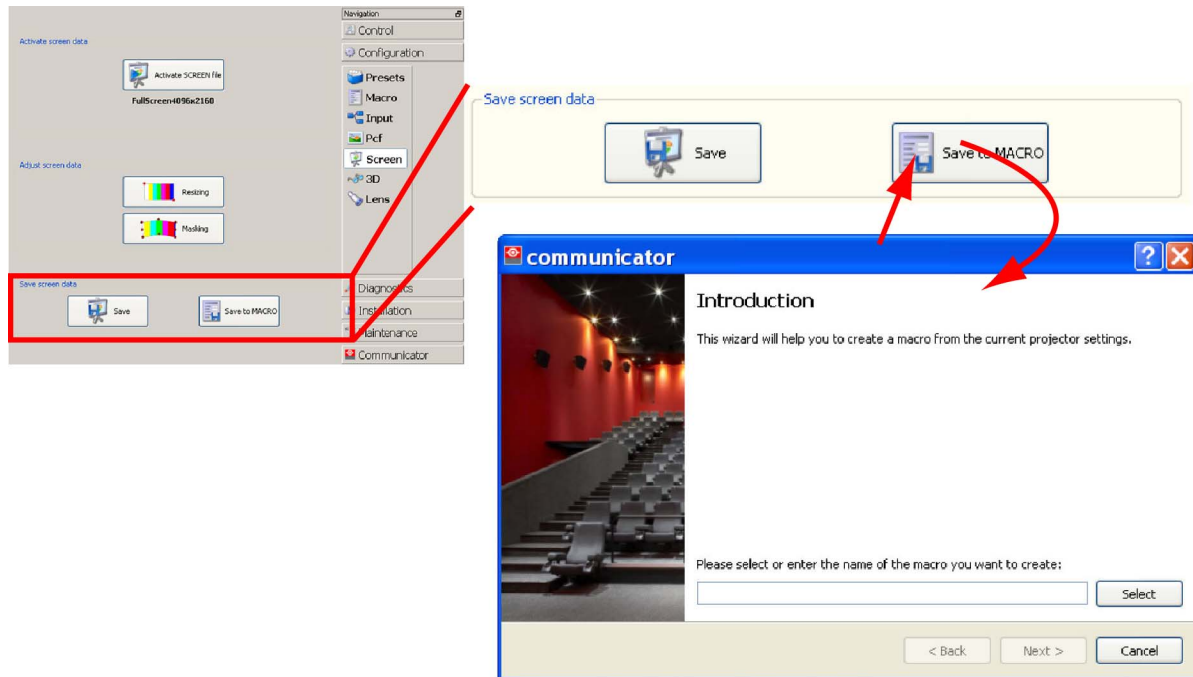 Navigation
Control
Configuration
Presets
Macro
Input
Pcf
Screen
3D
Lens
Diagnostics
Installation
Maintenance
Communicator
Activate screen data
Activate SCREEN file
FullScreen4096x2160
Adjust screen data
Resizing
Masking
Save screen data
Save
Save to MACRO
Save screen data
Save
Save to MACRO
communicator
Introduction
This wizard will help you to create a macro from the current projector settings.
Please select or enter the name of the macro you want to create:
Select
< Back
Next >
Cancel